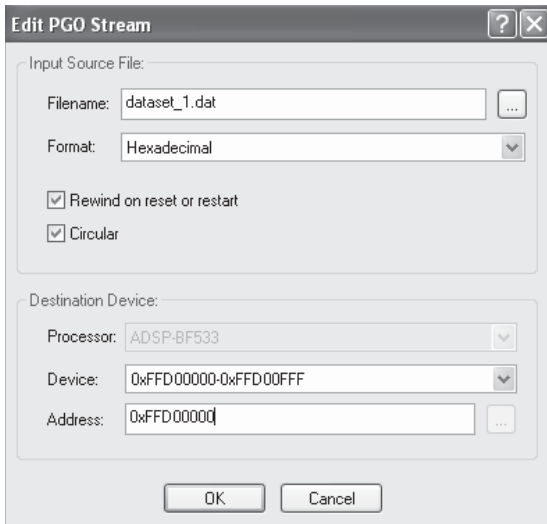 Edit PGO Stream
Input Source File:
Filename: dataset_1.dat ...
Format: Hexadecimal
Rewind on reset or restart
Circular
Destination Device:
Processor: ADSP-BF533
Device: 0xFFD00000-0xFFD00FFF
Address: 0xFFD00000 ...
OK Cancel